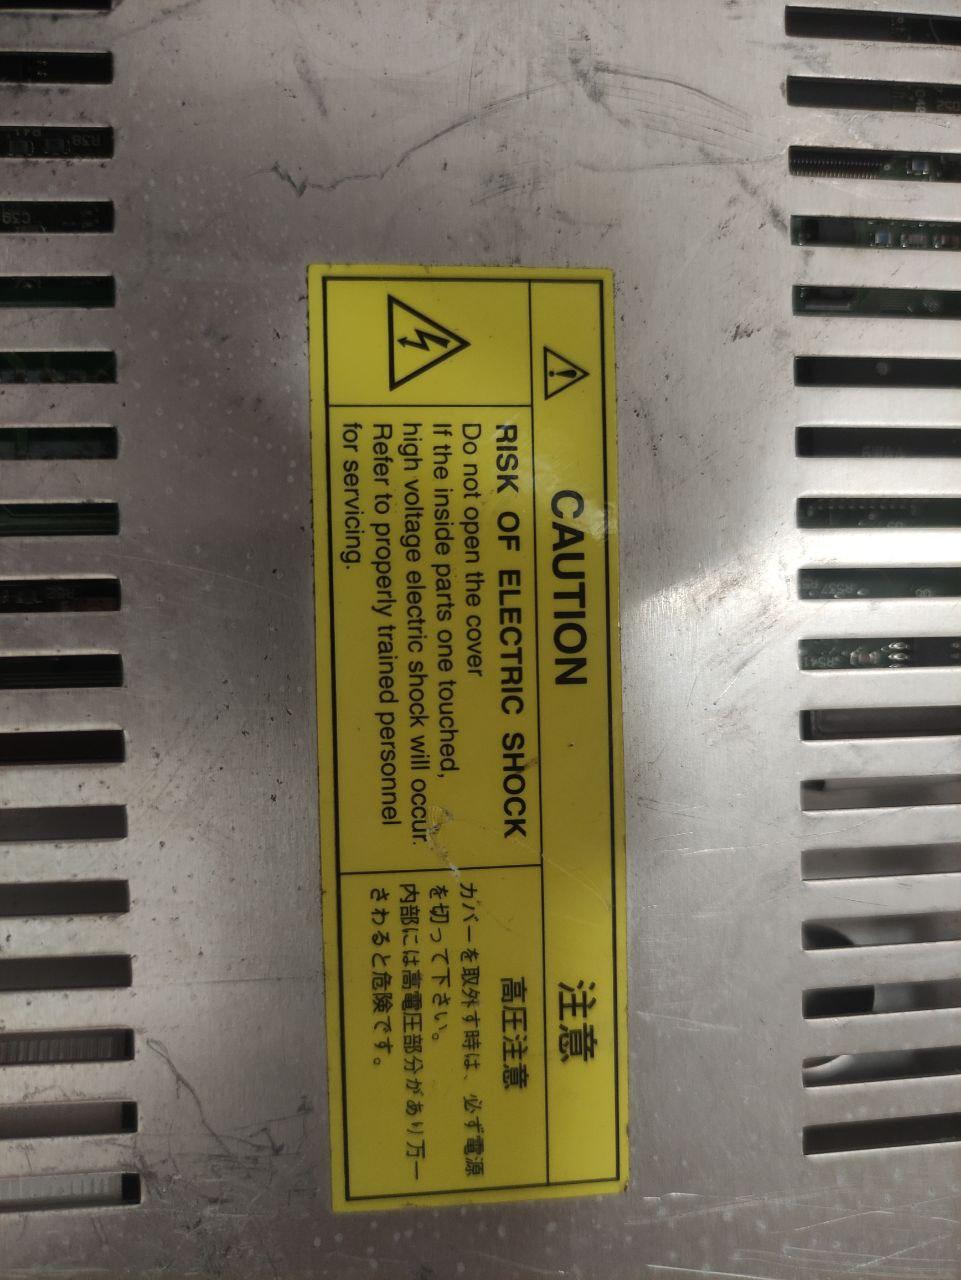 CAUTION
RISK OF ELECTRIC SHOCK
Do not open the cover
If the inside parts one touched,
high voltage electric shock will occur.
Refer to properly trained personnel
for servicing.
注意
高圧注意
カバーを取外す時は、必ず電源
を切って下さい。
内部には高電圧部分があり万一
さわると危険です。